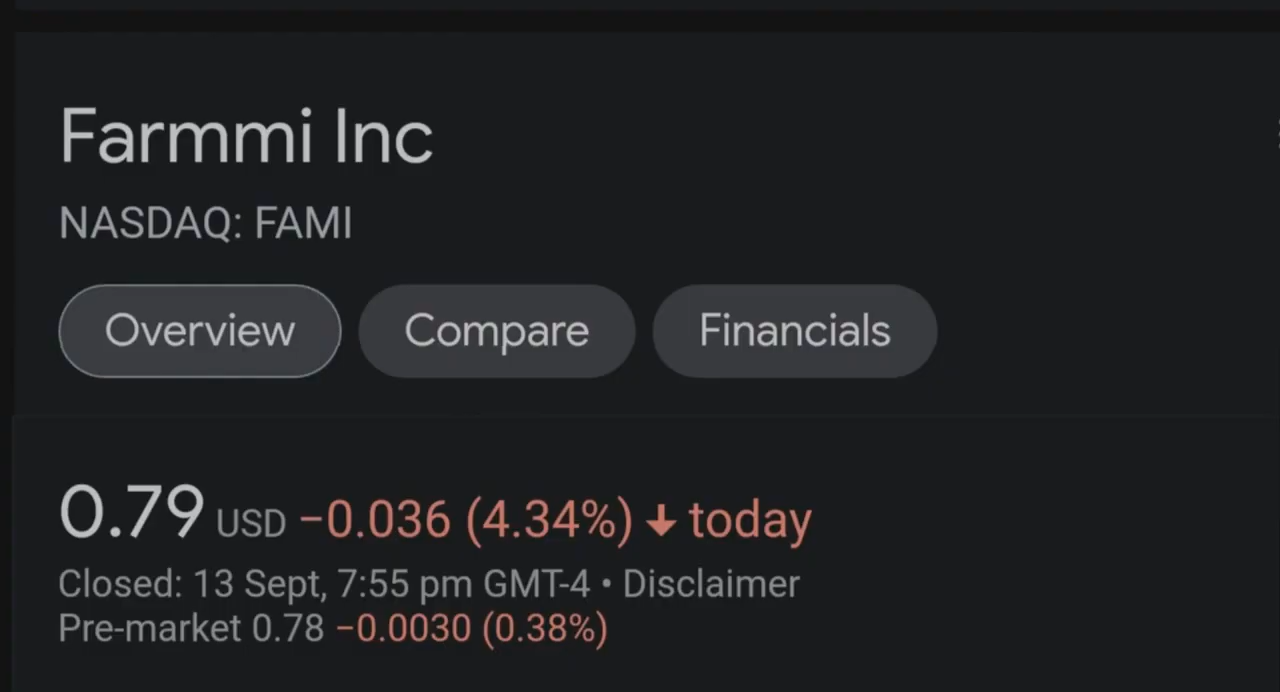 Farmmi Inc
NASDAQ: FAMI
Overview Compare Financials
0.79 USD −0.036 (4.34%) ↓ today
Closed: 13 Sept, 7:55 pm GMT-4 • Disclaimer
Pre-market 0.78 −0.0030 (0.38%)